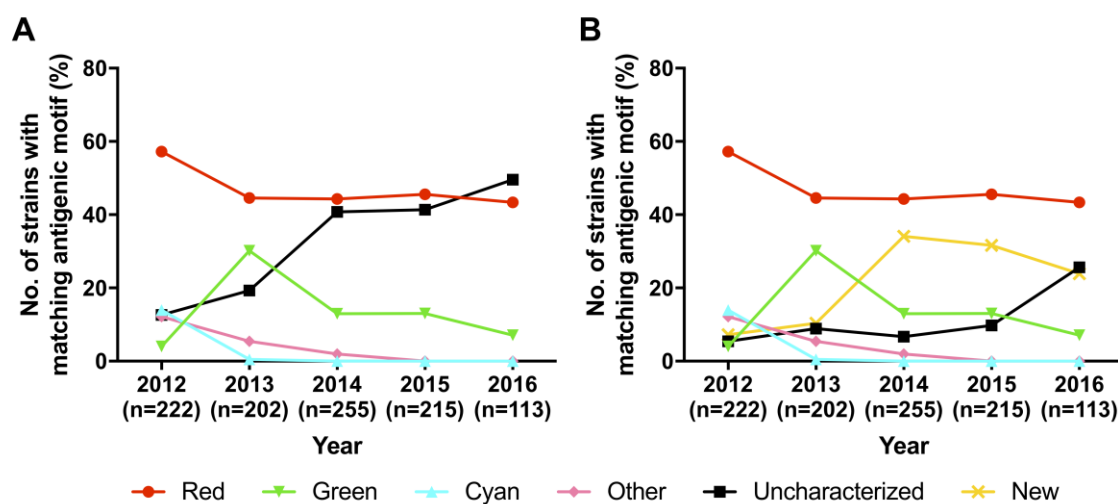 A
No. of strains with
matching antigenic motif (%)
80
60
40
20
0
2012 2013 2014 2015 2016
(n=222) (n=202) (n=255) (n=215) (n=113)
Year
B
No. of strains with
matching antigenic motif (%)
80
60
40
20
0
2012 2013 2014 2015 2016
(n=222) (n=202) (n=255) (n=215) (n=113)
Year
Red Green Cyan Other Uncharacterized New